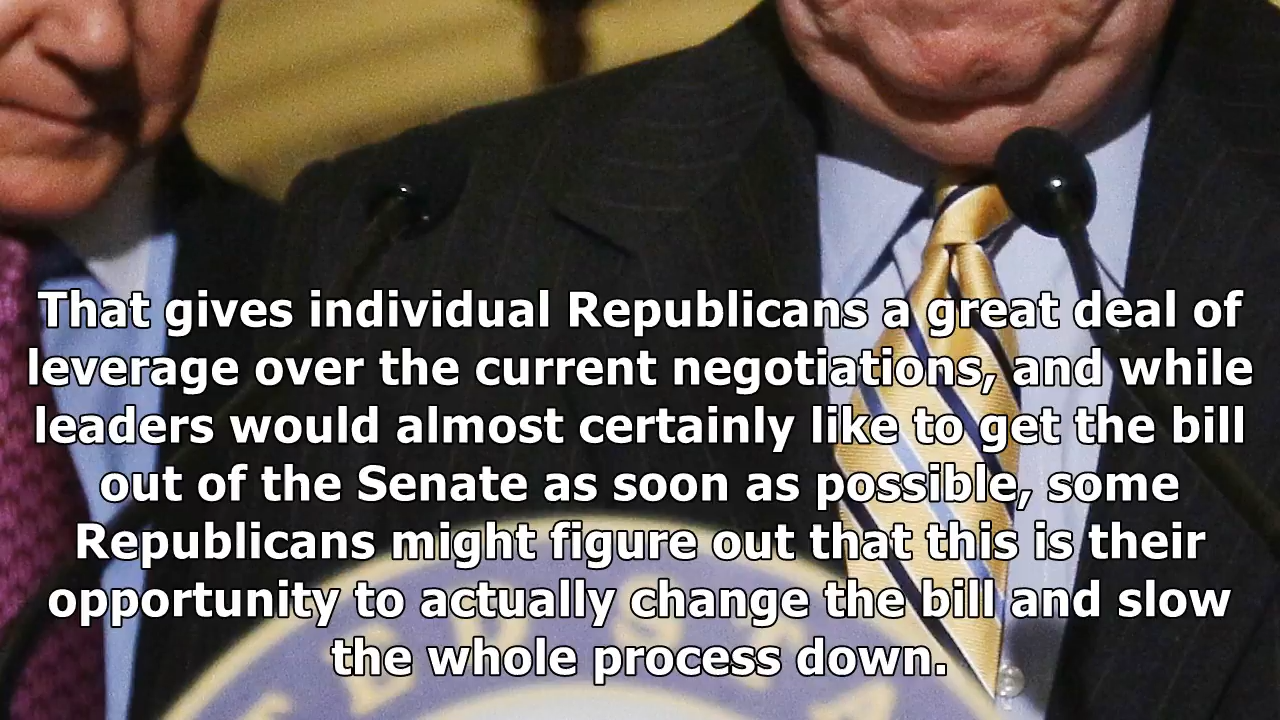 That gives individual Republicans a great deal of
leverage over the current negotiations, and while
leaders would almost certainly like to get the bill
out of the Senate as soon as possible, some
Republicans might figure out that this is their
opportunity to actually change the bill and slow
the whole process down.